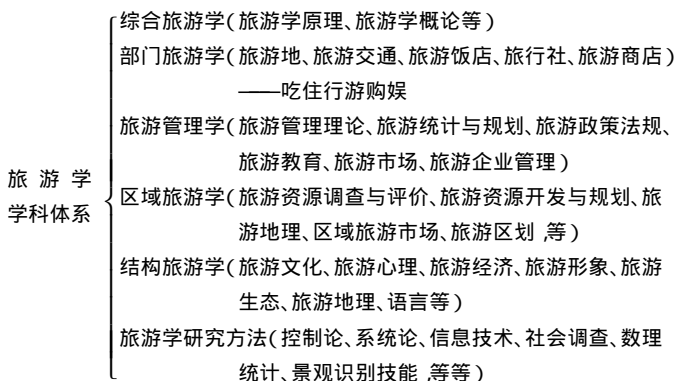 综合旅游学(旅游学原理、旅游学概论等)
部门旅游学(旅游地、旅游交通、旅游饭店、旅行社、旅游商店)
——吃住行游购娱
旅游管理学(旅游管理理论、旅游统计与规划、旅游政策法规、
旅游教育、旅游市场、旅游企业管理)
旅游学
学科体系
区域旅游学(旅游资源调查与评价、旅游资源开发与规划、旅
游地理、区域旅游市场、旅游区划,等)
结构旅游学(旅游文化、旅游心理、旅游经济、旅游形象、旅游
生态、旅游地理、语言等)
旅游学研究方法(控制论、系统论、信息技术、社会调查、数理
统计、景观识别技能,等等)